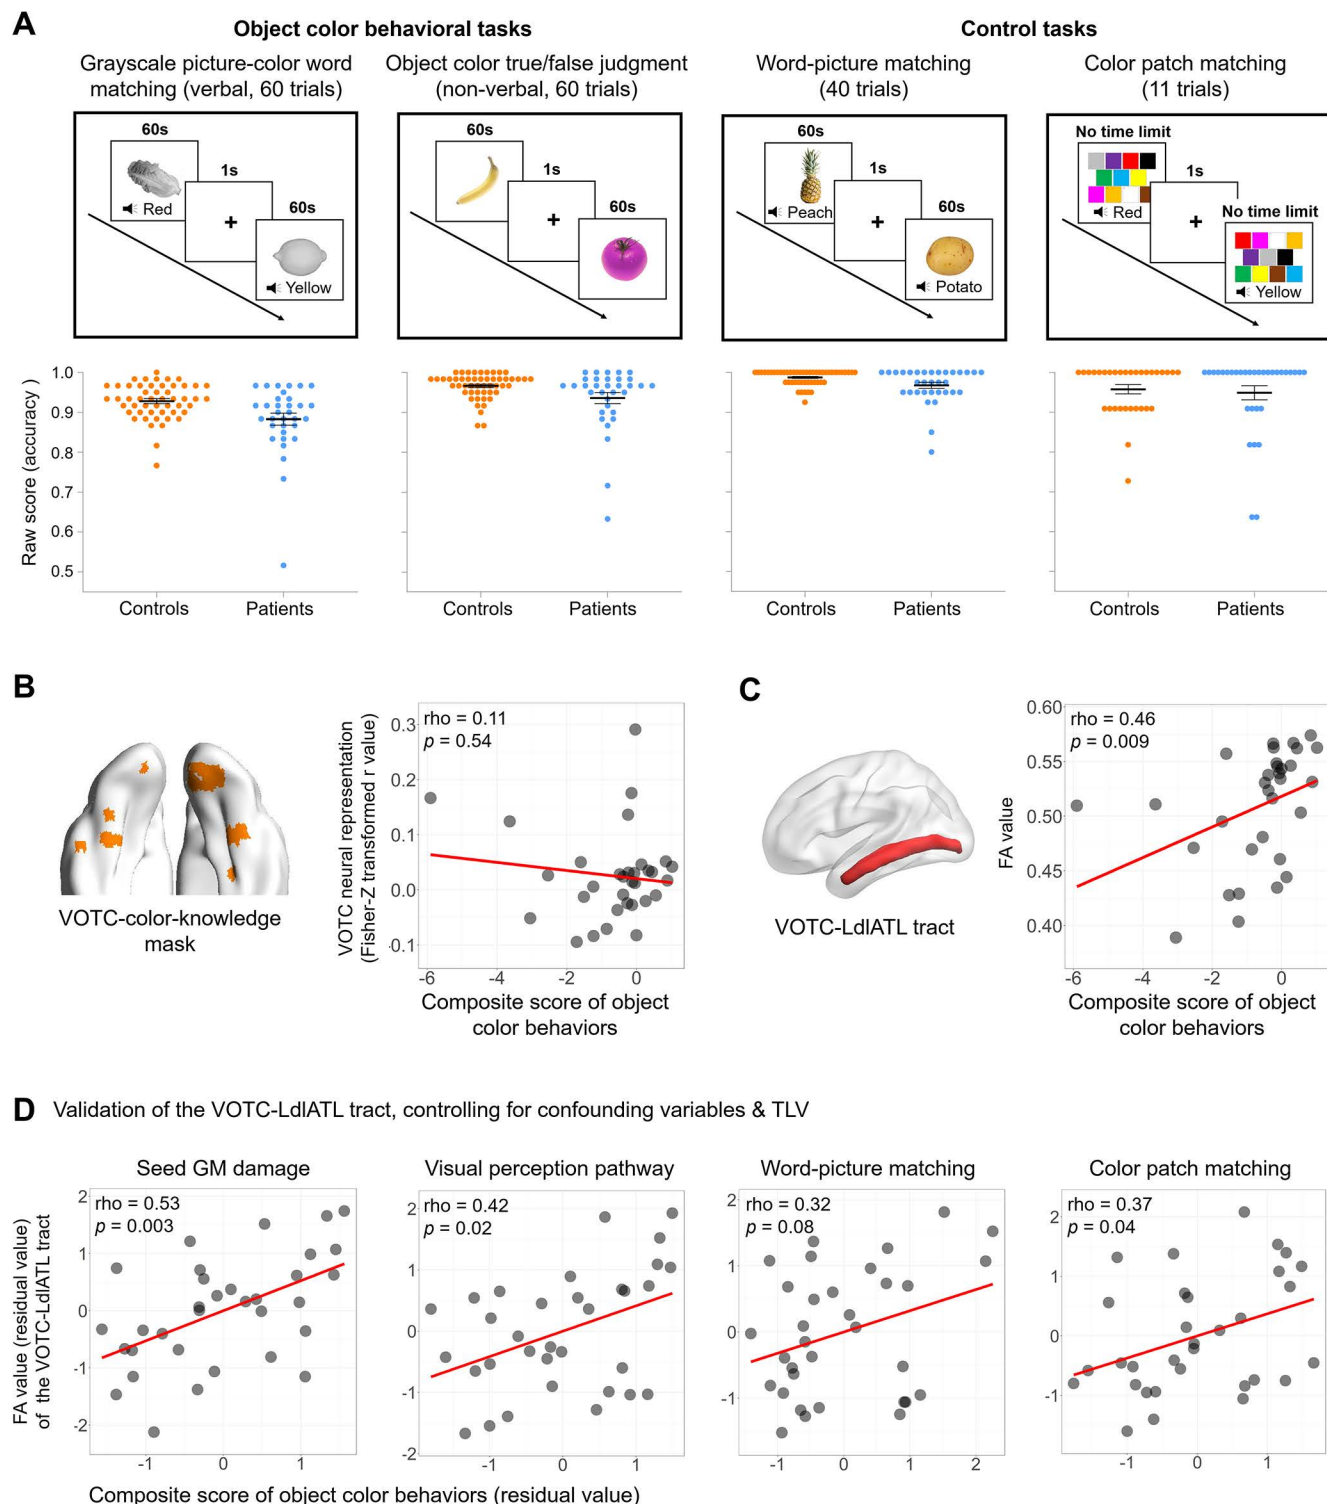 A
Object color behavioral tasks
Control tasks
Grayscale picture-color word
matching (verbal, 60 trials)
Object color true/false judgment
(non-verbal, 60 trials)
Word-picture matching
(40 trials)
Color patch matching
(11 trials)
60s
1s
60s
Red
+
Yellow
60s
1s
60s
+
60s
1s
60s
Peach
+
Potato
No time limit
1s
No time limit
Red
+
Yellow
Raw score (accuracy )
1.0
0.9
0.8
0.7
0.6
0.5
Controls
Patients
Controls
Patients
Controls
Patients
Controls
Patients
B
VOTC-color-knowledge
mask
VOTC neural representation
(Fisher-Z transformed r value)
rho = 0.11
p = 0.54
0.3
0.2
0.1
0.0
-0.1
-6
-4
-2
0
Composite score of object
color behaviors
C
VOTC-LdlATL tract
FA value
rho = 0.46
p = 0.009
0.60
0.55
0.50
0.45
0.40
-6
-4
-2
0
Composite score of object
color behaviors
D Validation of the VOTC-LdlATL tract, controlling for confounding variables & TLV
FA value (residual value)
of the VOTC-LdlATL tract
Seed GM damage
rho = 0.53
p = 0.003
2
1
0
-1
-2
-1
0
1
Visual perception pathway
rho = 0.42
p = 0.02
2
1
0
-1
-2
-1
0
1
Word-picture matching
rho = 0.32
p = 0.08
2
1
0
-1
-1
0
1
2
Color patch matching
rho = 0.37
p = 0.04
2
1
0
-1
-1
0
1
Composite score of object color behaviors (residual value)